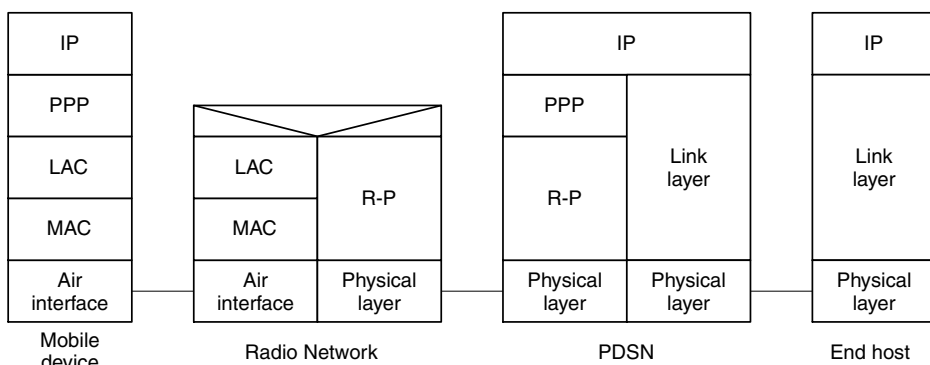 IP
PPP
LAC
MAC
Air
interface
Mobile
device
LAC
MAC
Air
interface
R-P
Physical
layer
Radio Network
IP
PPP
R-P
Physical
layer
Link
layer
Physical
layer
PDSN
IP
Link
layer
Physical
layer
End host